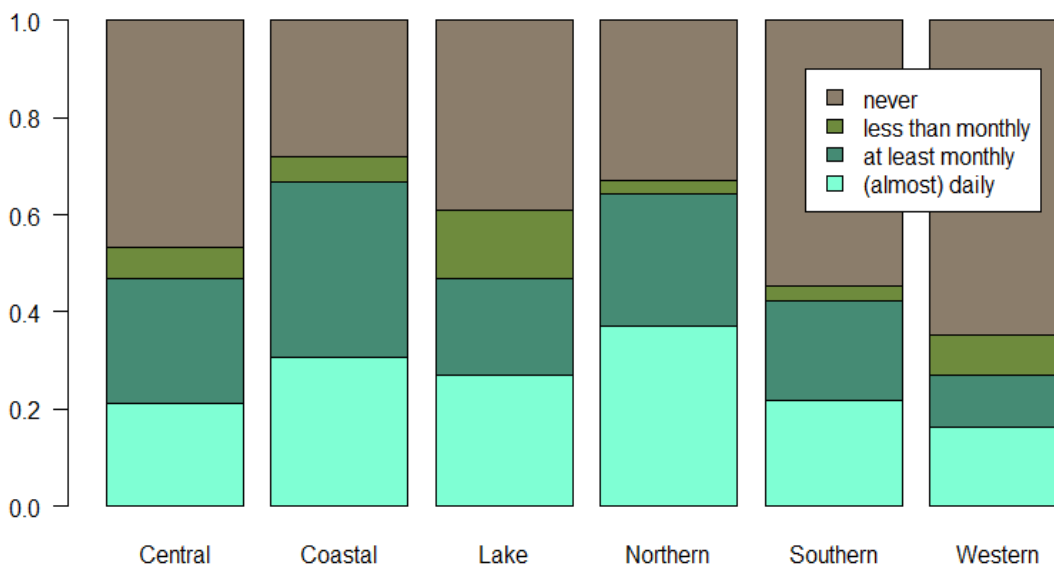 1.0
0.8
0.6
0.4
0.2
0.0
never
less than monthly
at least monthly
(almost) daily
Central Coastal Lake Northern Southern Western